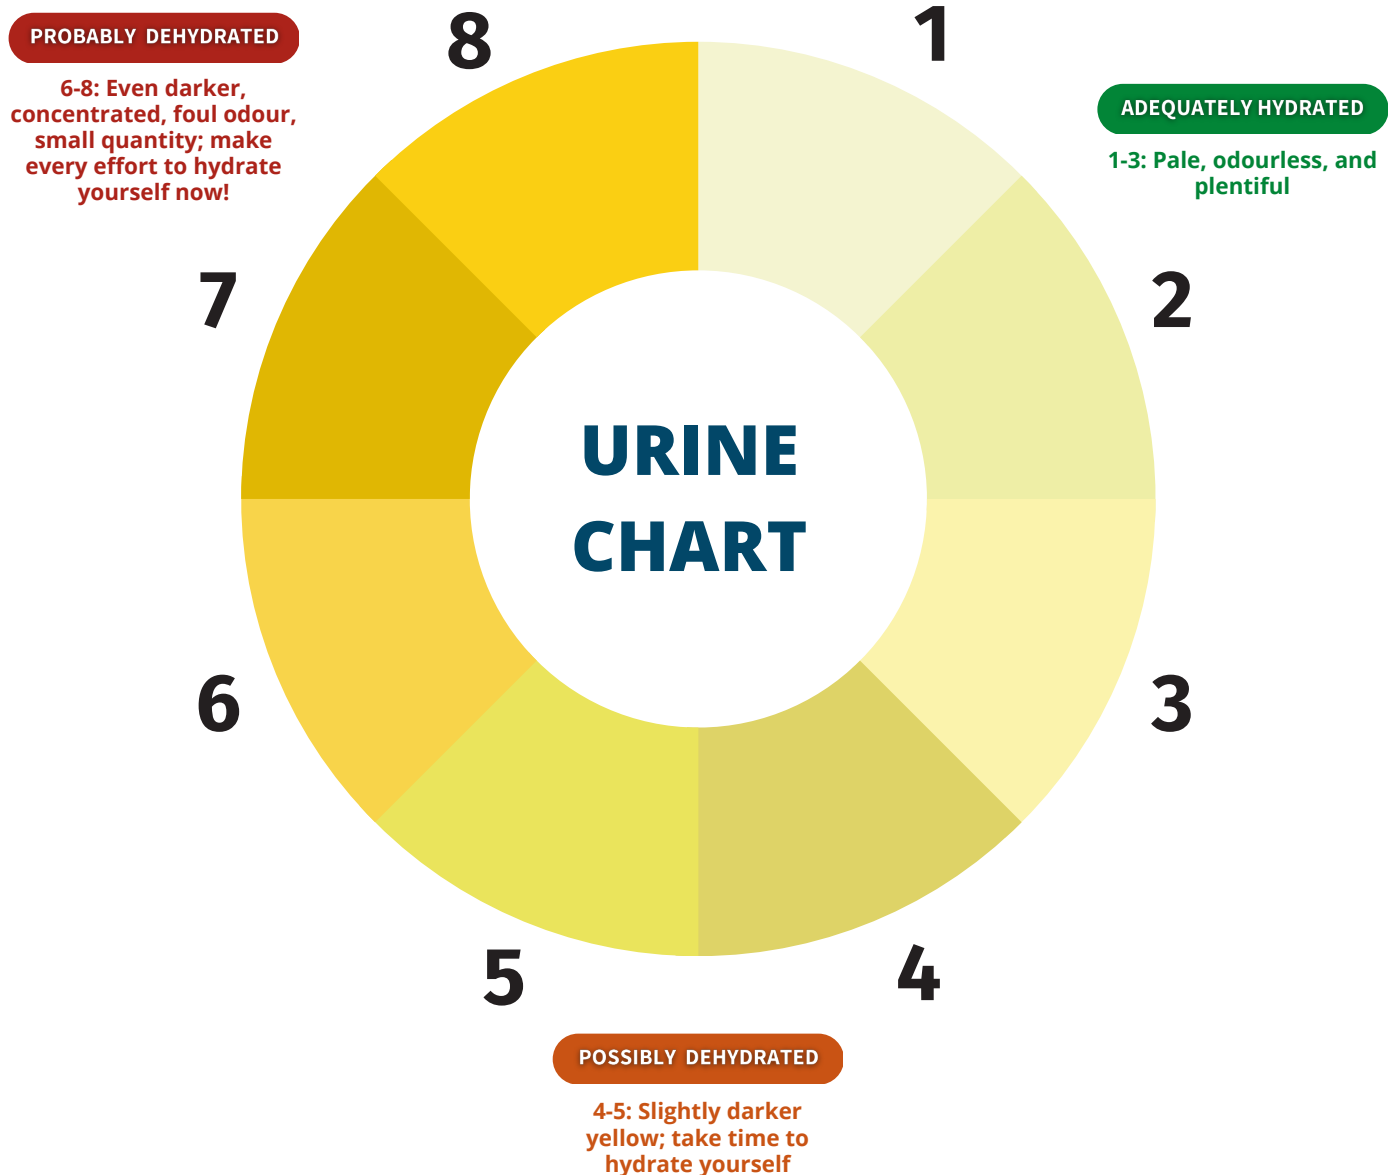 PROBABLY DEHYDRATED
6-8: Even darker,
concentrated, foul odour,
small quantity; make
every effort to hydrate
yourself now!
8
1
ADEQUATELY HYDRATED
1-3: Pale, odourless, and
plentiful
7
2
URINE
CHART
6
3
5
4
POSSIBLY DEHYDRATED
4-5: Slightly darker
yellow; take time to
hydrate yourself